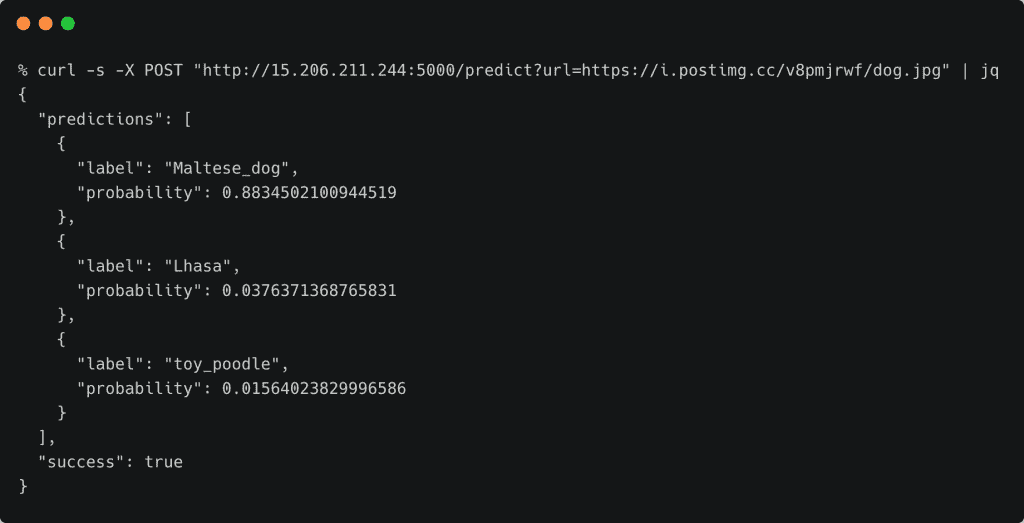 % curl -s -X POST "http://15.206.211.244:5000/predict?url=https://i.postimg.cc/v8pmjrwf/dog.jpg" | jq
{
  "predictions": [
    {
      "label": "Maltese_dog",
      "probability": 0.8834502100944519
    },
    {
      "label": "Lhasa",
      "probability": 0.0376371368765831
    },
    {
      "label": "toy_poodle",
      "probability": 0.01564023829996586
    }
  ],
  "success": true
}